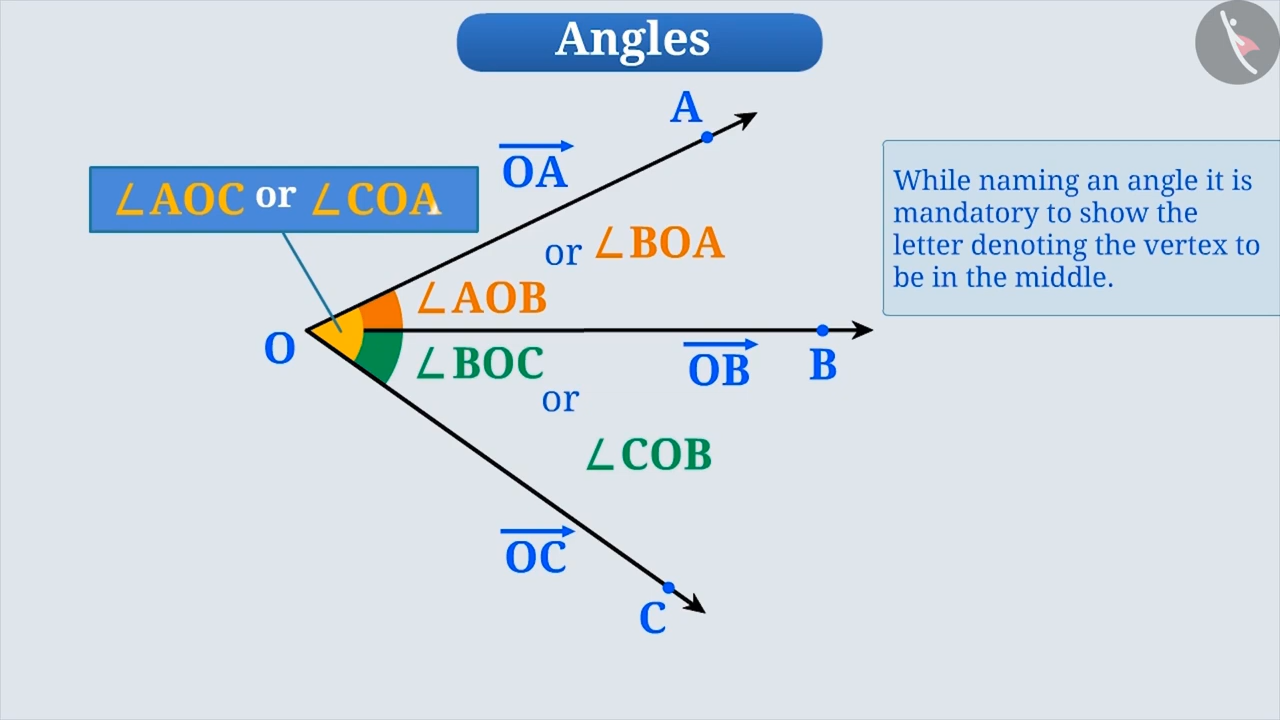 Angles
A
OA
∠AOC or ∠COA
or ∠BOA
∠AOB
O
∠BOC
or
OB
B
∠COB
OC
C
While naming an angle it is
mandatory to show the
letter denoting the vertex to
be in the middle.